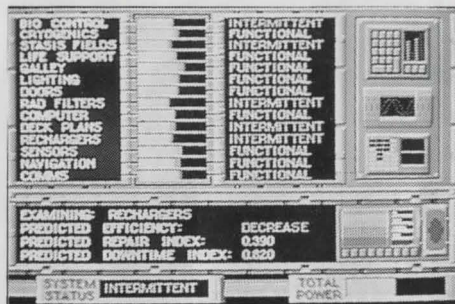 BIO CONTROL INTERMITTENT
CRYOGENICS FUNCTIONAL
STASIS FIELDS INTERMITTENT
LIFE SUPPORT FUNCTIONAL
GALLEY FUNCTIONAL
LIGHTING FUNCTIONAL
DOORS FUNCTIONAL
RAD FILTERS INTERMITTENT
COMPUTER FUNCTIONAL
DECK PLANS INTERMITTENT
RECHARGERS INTERMITTENT
SENSORS FUNCTIONAL
NAVIGATION FUNCTIONAL
COMMS FUNCTIONAL
EXAMINING: RECHARGERS
PREDICTED EFFICIENCY: DECREASE
PREDICTED REPAIR INDEX: 0.390
PREDICTED DOWNTIME INDEX: 0.620
SYSTEM STATUS INTERMITTENT
TOTAL POWER